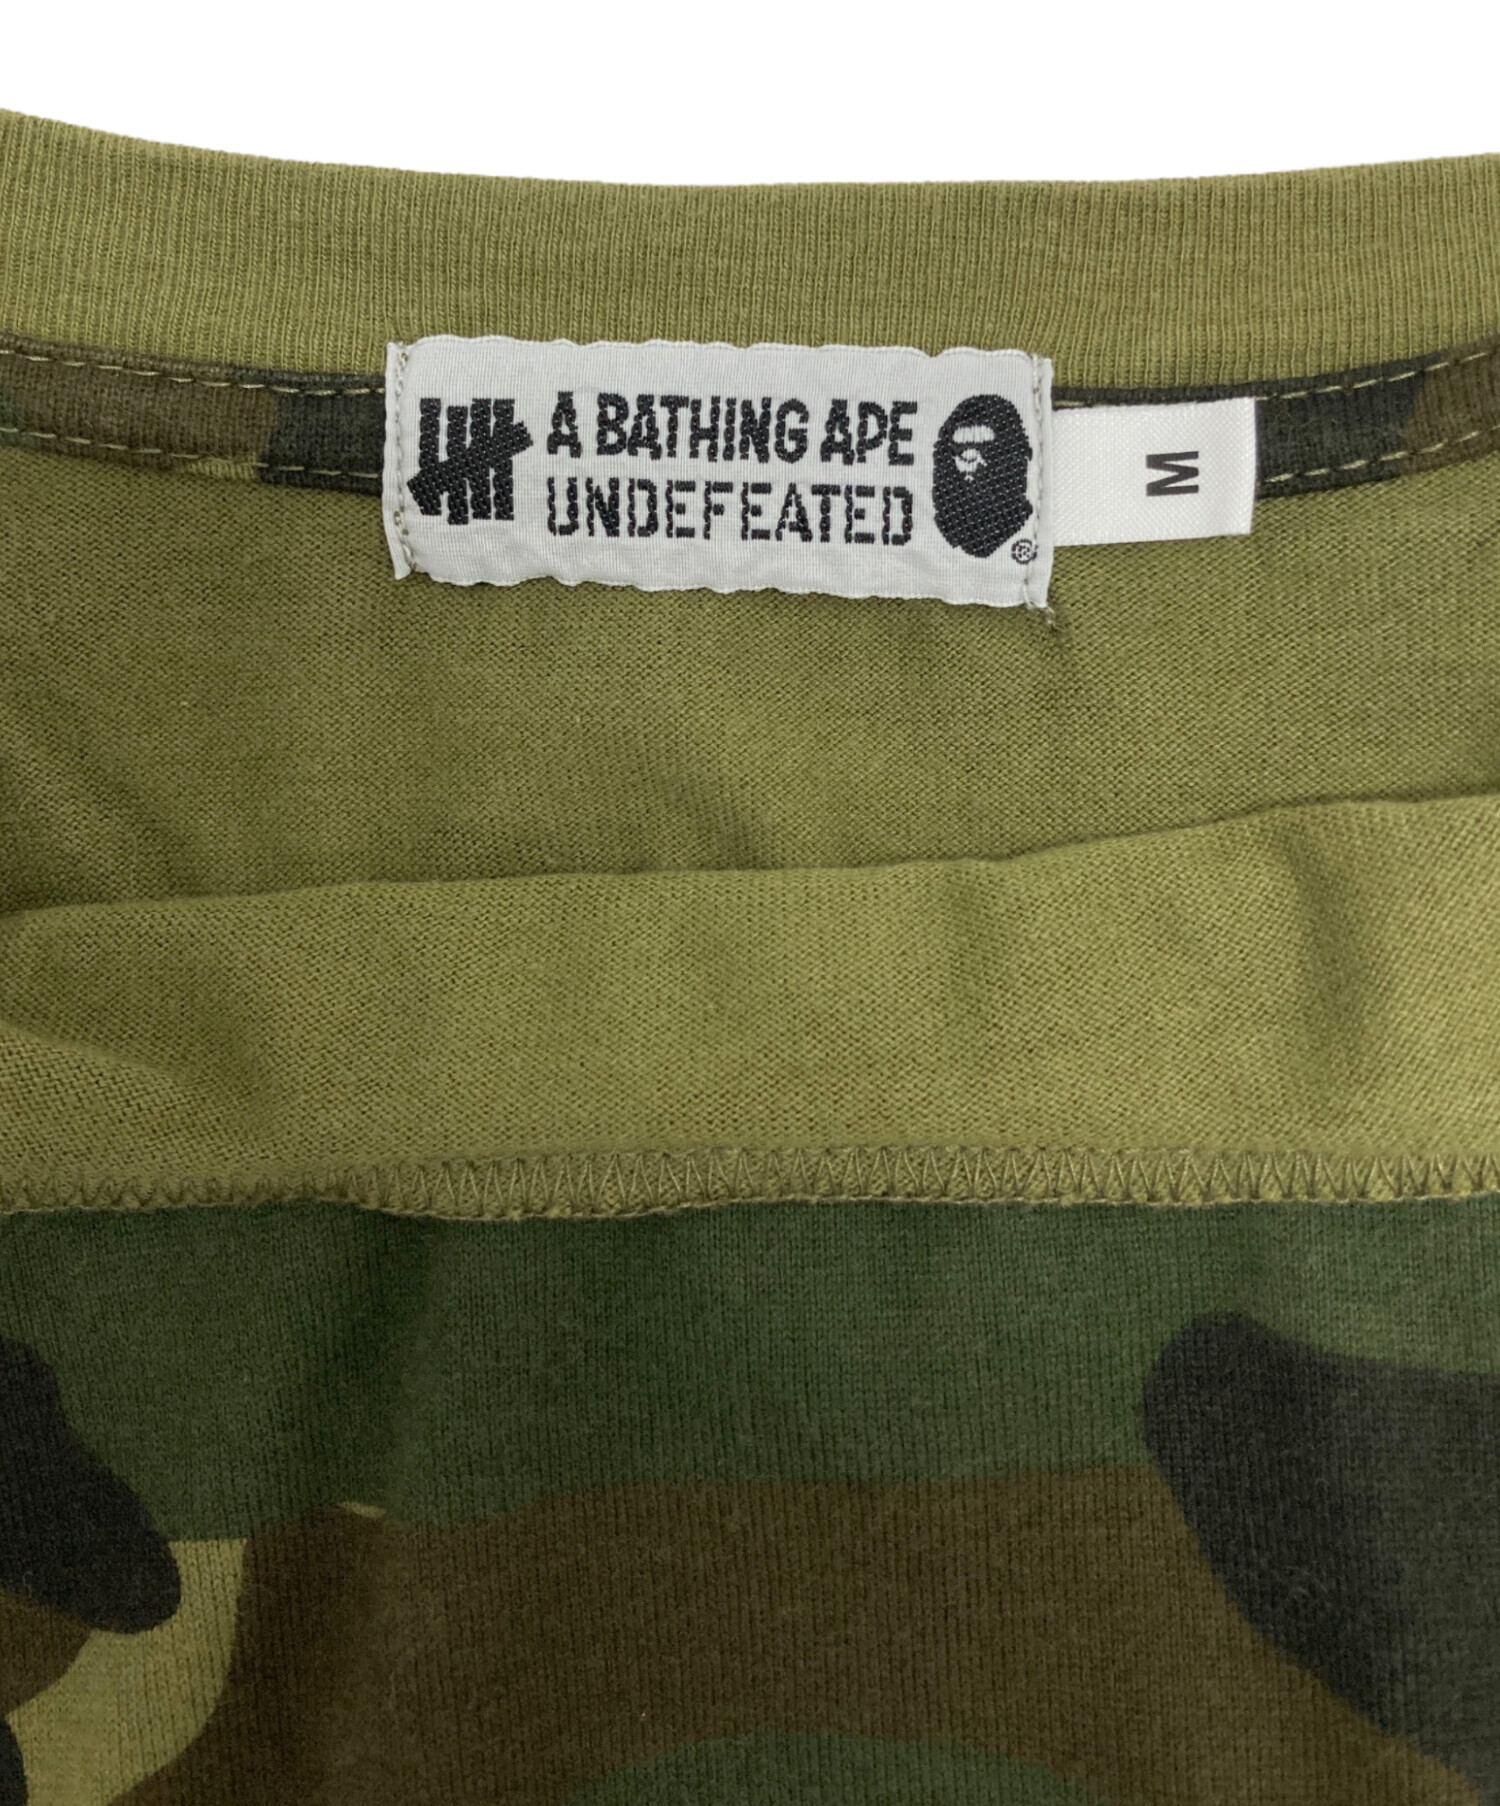 A BATHING APE
UNDEFEATED
®
M